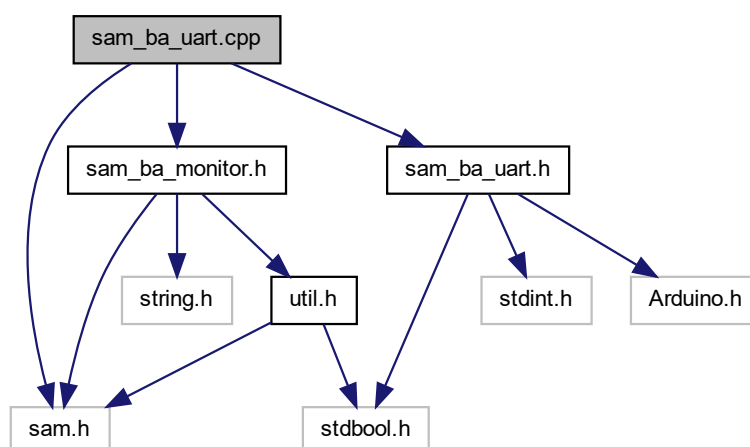 sam_ba_uart.cpp
sam_ba_monitor.h
sam_ba_uart.h
string.h
util.h
stdint.h
Arduino.h
sam.h
stdbool.h